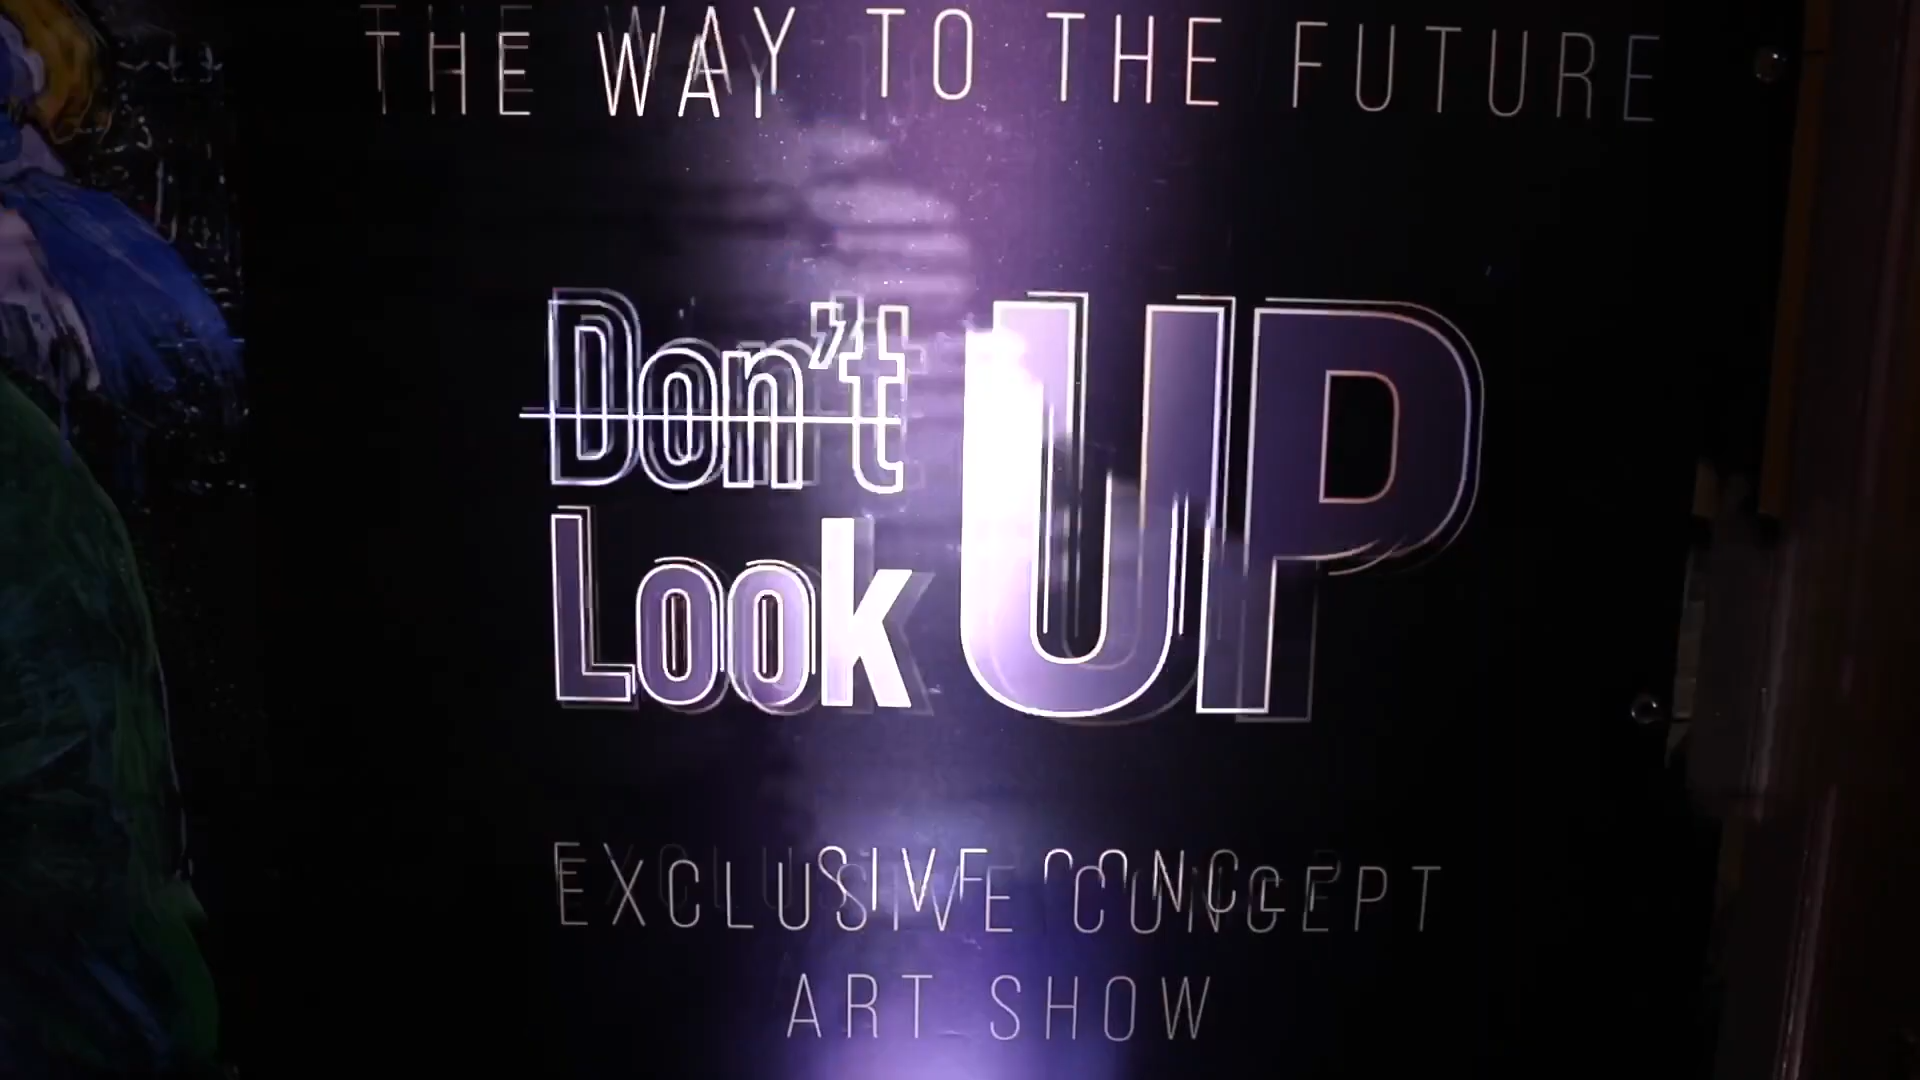 THE WAY TO THE FUTURE
Don't
Look UP
EXCLUSIVE CONCEPT
ART SHOW